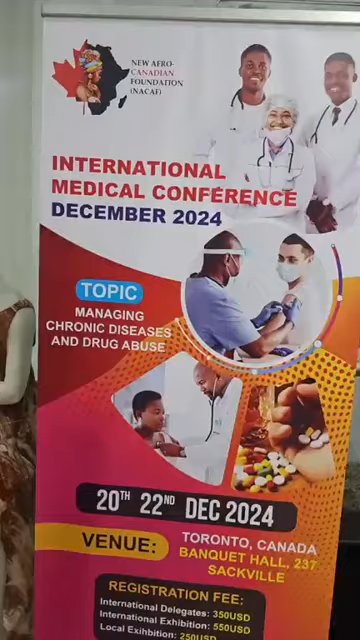 NEW AFRO-
CANADIAN
FOUNDATION
(NACAF)
INTERNATIONAL
MEDICAL CONFERENCE
DECEMBER 2024
TOPIC
MANAGING
CHRONIC DISEASES
AND DRUG ABUSE
20TH 22ND DEC 2024
VENUE:
TORONTO, CANADA
BANQUET HALL, 237
SACKVILLE
REGISTRATION FEE:
International Delegates: 350USD
International Exhibition: 550USD
Local Exihbition: 250USD